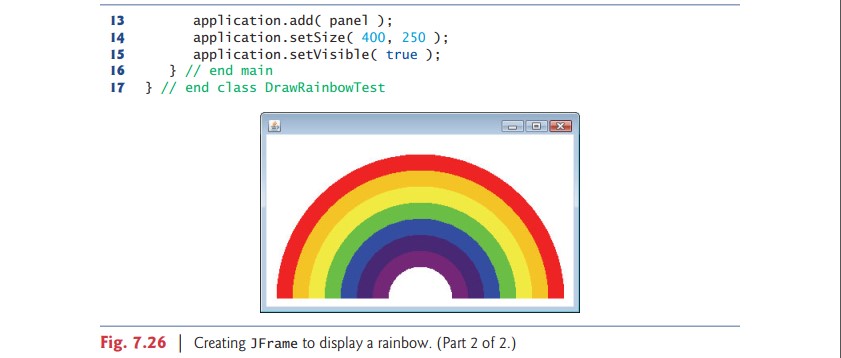 13 application.add( panel );
14 application.setSize( 400, 250 );
15 application.setVisible( true );
16 } // end main
17 } // end class DrawRainbowTest
Fig. 7.26 | Creating JFrame to display a rainbow. (Part 2 of 2.)